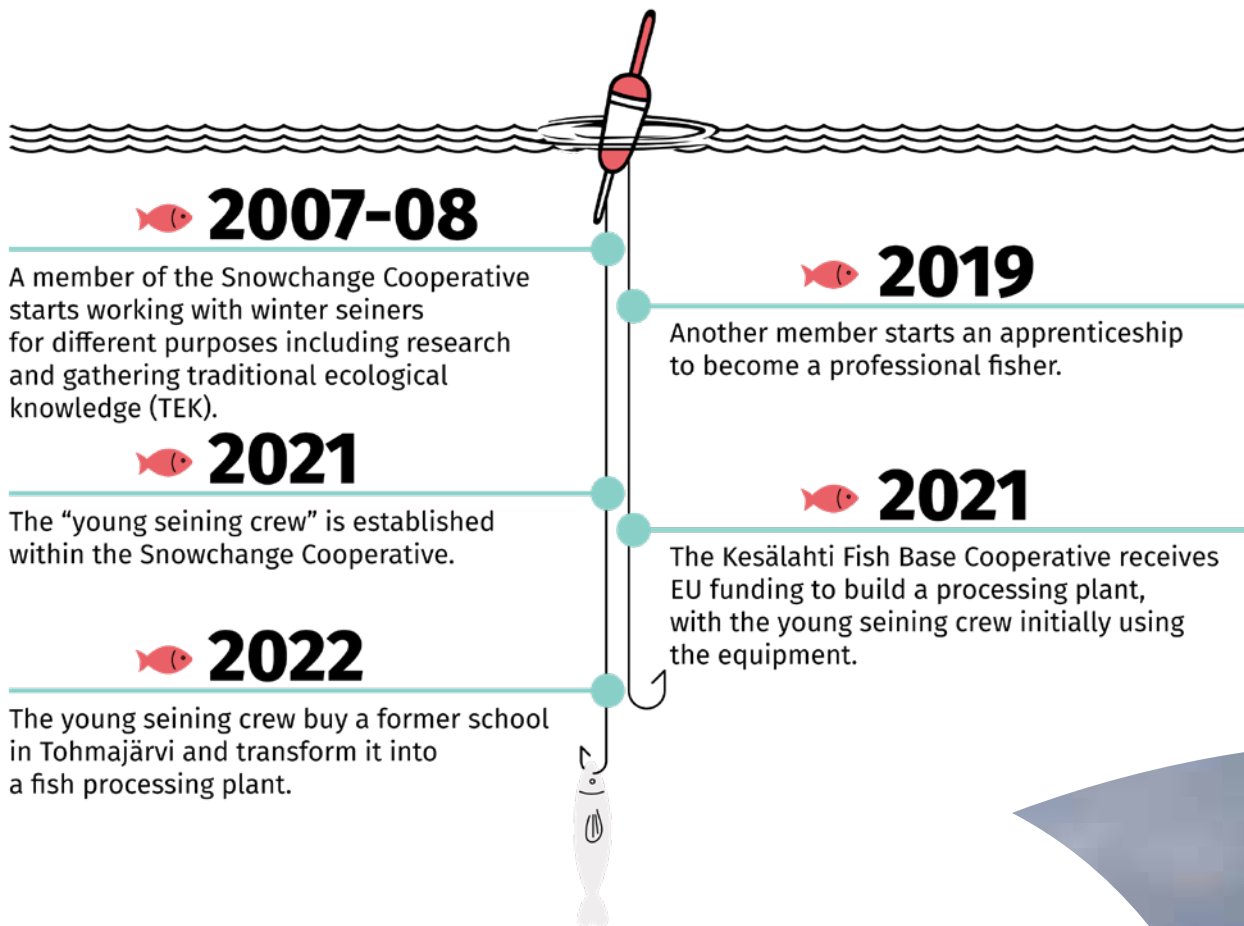 2007-08
A member of the Snowchange Cooperative
starts working with winter seiners
for different purposes including research
and gathering traditional ecological
knowledge (TEK).
2019
Another member starts an apprenticeship
to become a professional fisher.
2021
The “young seining crew” is established
within the Snowchange Cooperative.
2021
The Kesälahti Fish Base Cooperative receives
EU funding to build a processing plant,
with the young seining crew initially using
the equipment.
2022
The young seining crew buy a former school
in Tohmajärvi and transform it into
a fish processing plant.